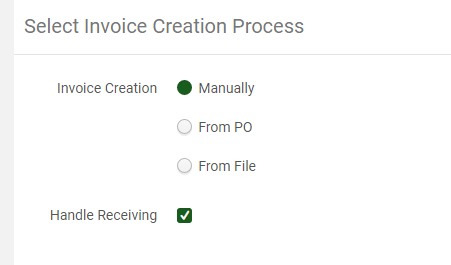 Select Invoice Creation Process
Invoice Creation Manually
From PO
From File
Handle Receiving